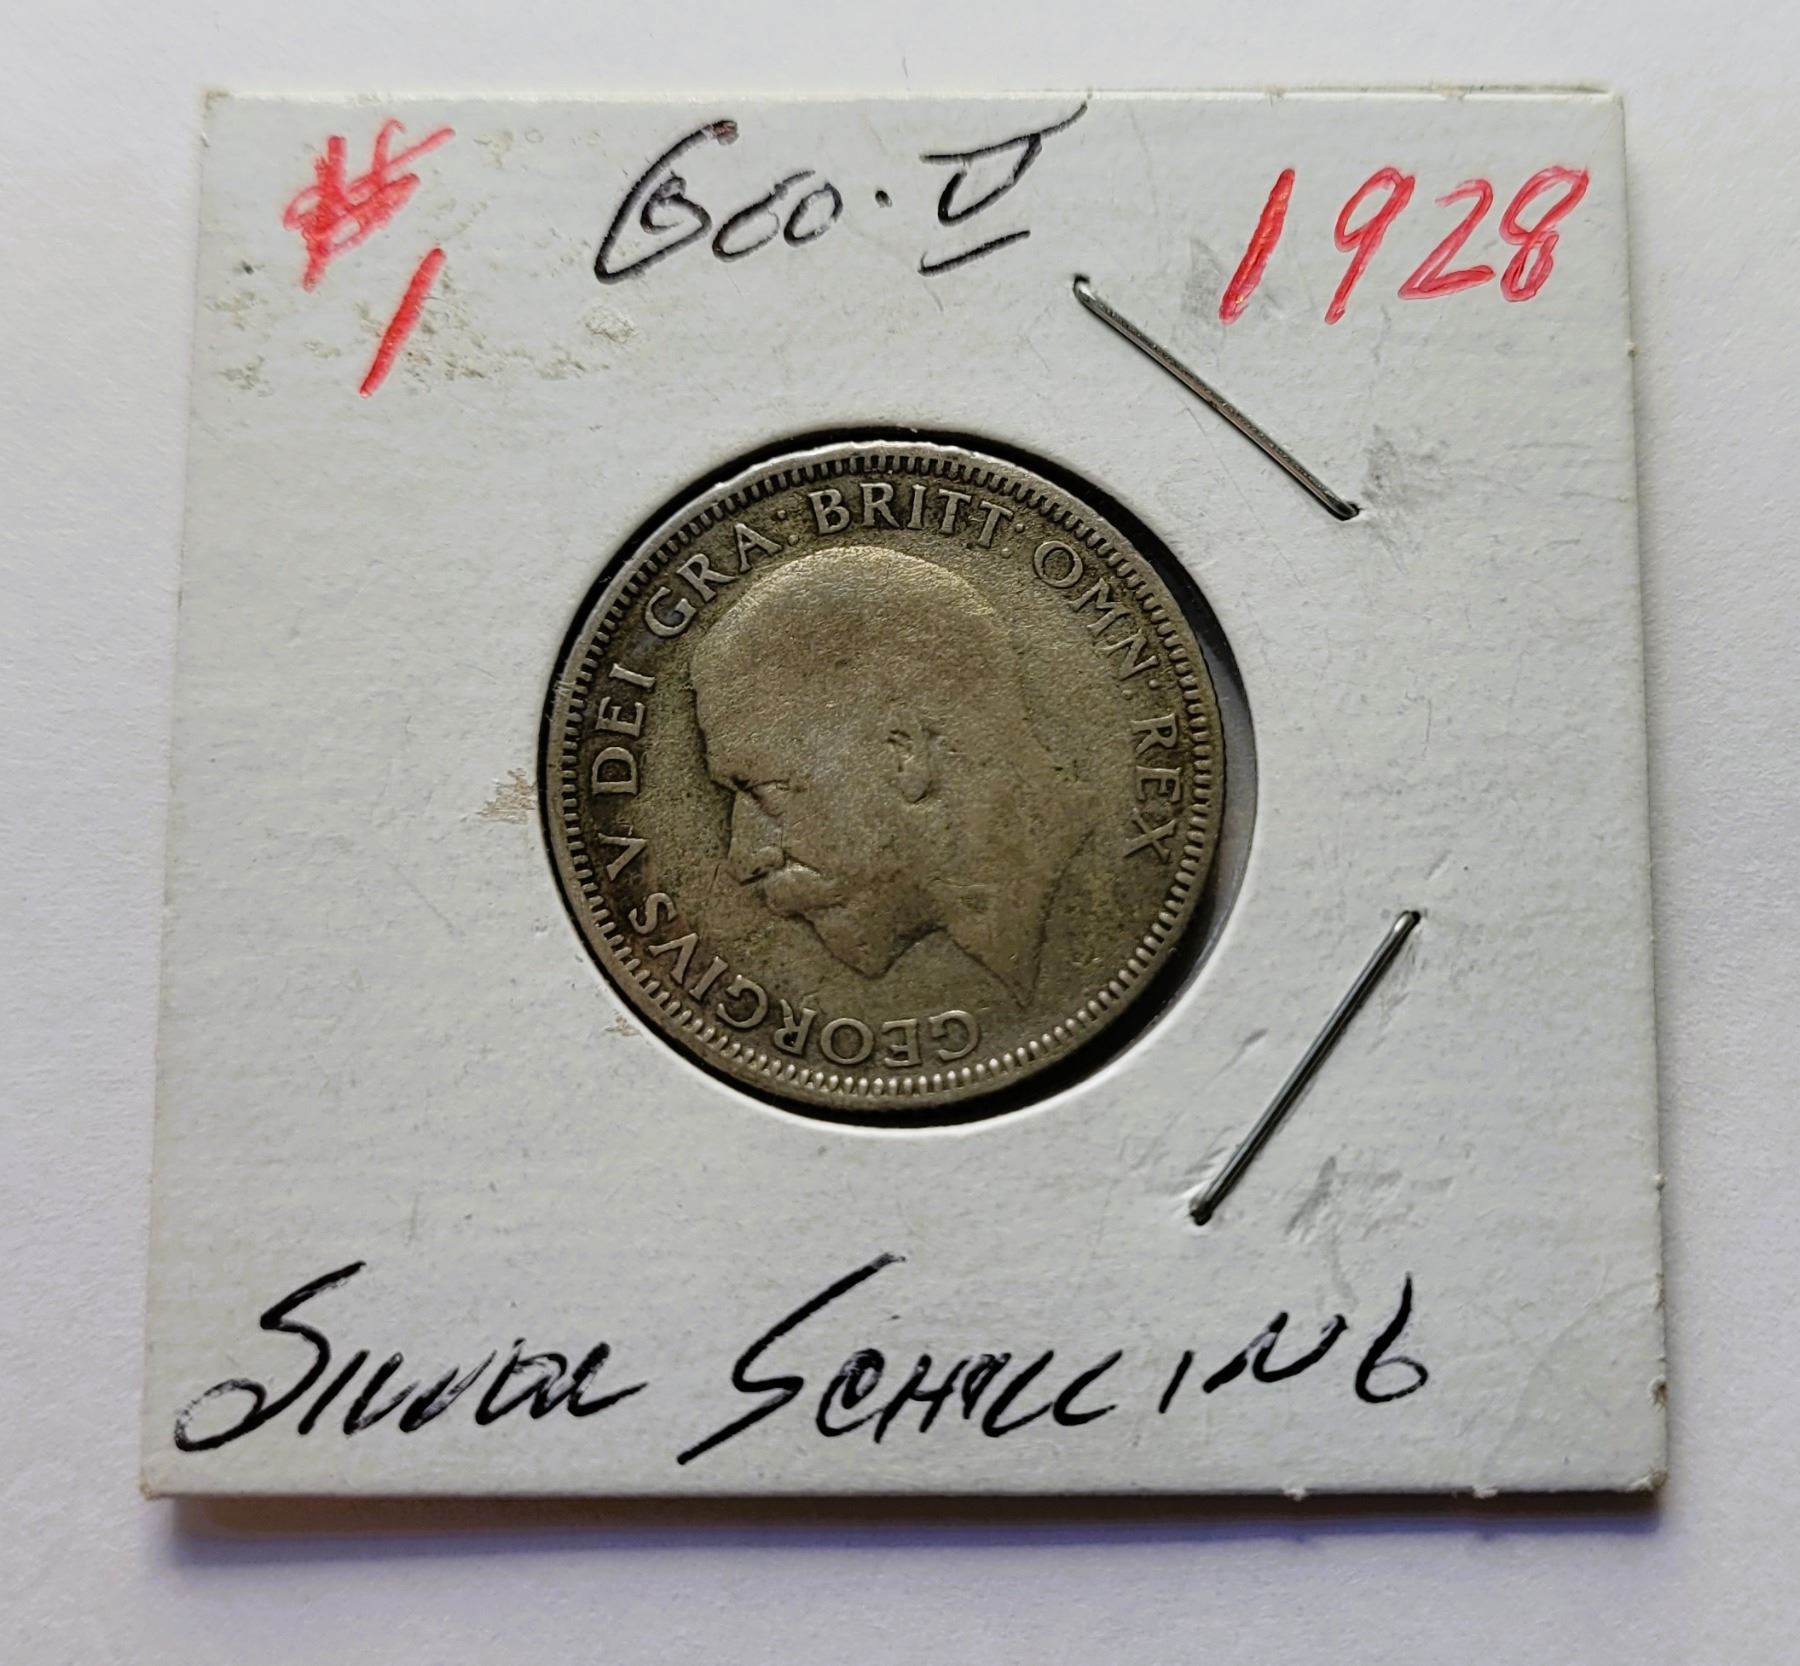 #1
Geo. V
1928
GEORGIVS V DEI GRA: BRITT: OMN: REX
SILVER SCHILLING